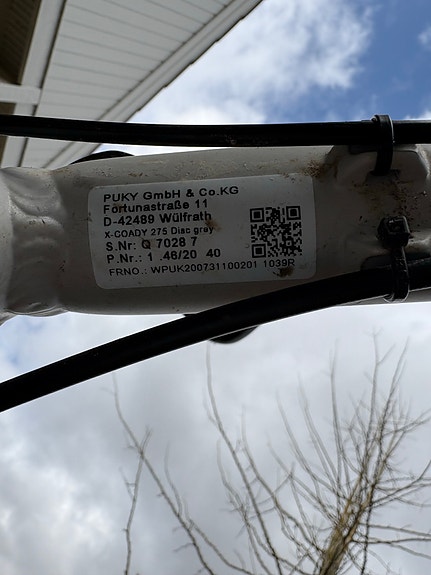 PUKY GmbH & Co.KG
Fortunastraße 11
D-42489 Wülfrath
X-COADY 275 Disc grey
S.Nr: Q 7028 7
P.Nr.: 1 .46/20 40
FRNO.: WPUK200731100201 1039R